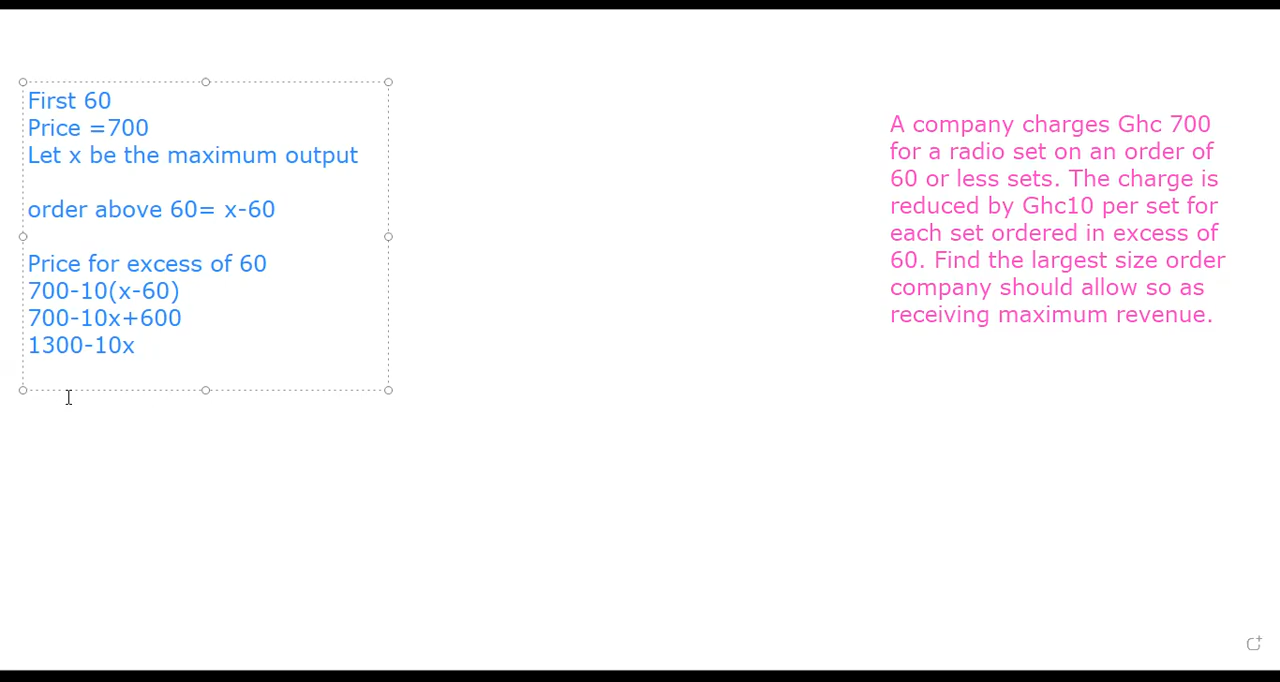 First 60
Price =700
Let x be the maximum output
order above 60= x-60
Price for excess of 60
700-10(x-60)
700-10x+600
1300-10x
A company charges Ghc 700
for a radio set on an order of
60 or less sets. The charge is
reduced by Ghc10 per set for
each set ordered in excess of
60. Find the largest size order
company should allow so as
receiving maximum revenue.